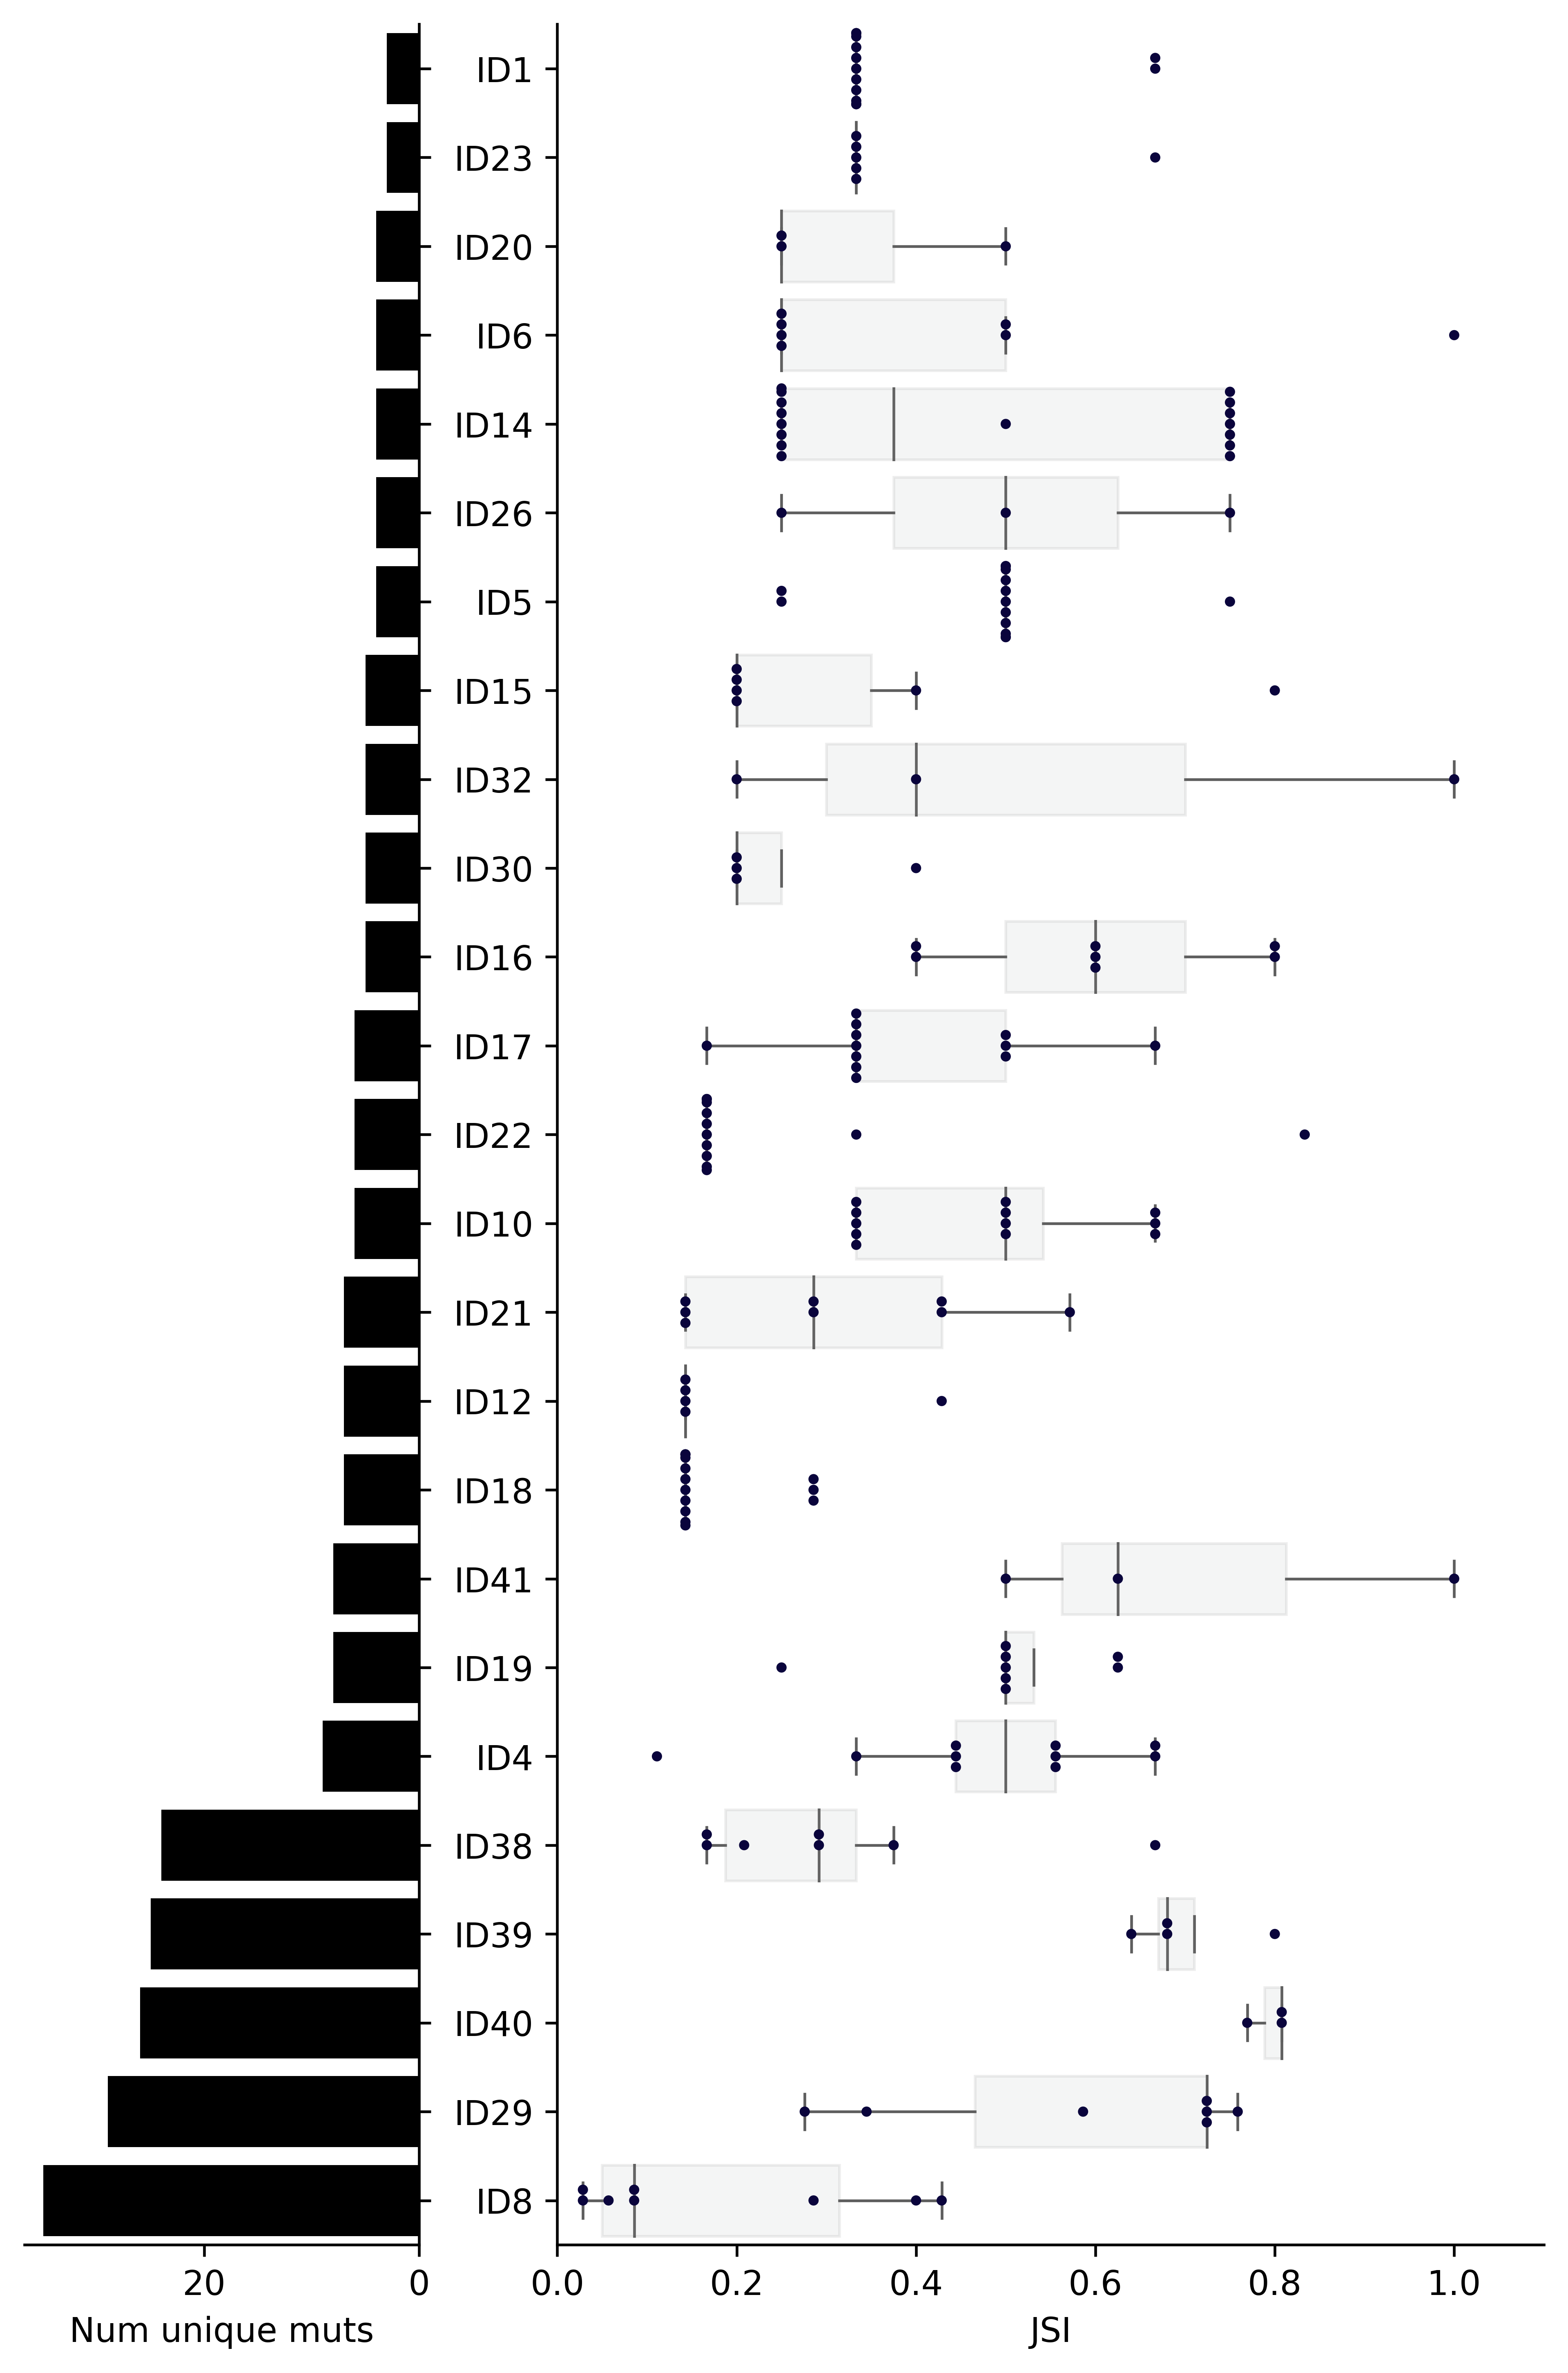 ID1
ID23
ID20
ID6
ID14
ID26
ID5
ID15
ID32
ID30
ID16
ID17
ID22
ID10
ID21
ID12
ID18
ID41
ID19
ID4
ID38
ID39
ID40
ID29
ID8
20 0 0.0 0.2 0.4 0.6 0.8 1.0
Num unique muts JSI